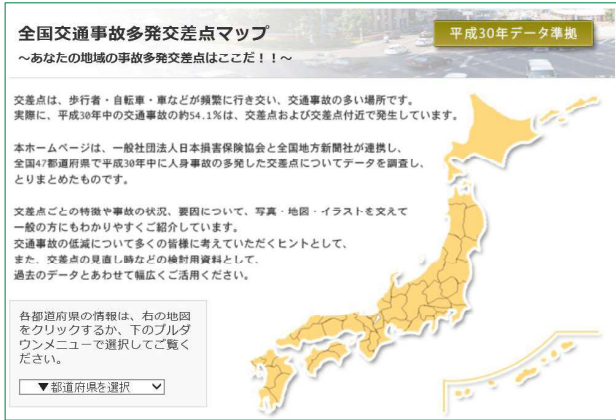 全国交通事故多発交差点マップ
平成30年データ準拠
～あなたの地域の事故多発交差点はここだ！！～
交差点は、歩行者・自転車・車などが頻繁に行き交い、交通事故の多い場所です。
実際に、平成30年中の交通事故の約54.1%は、交差点および交差点付近で発生しています。
本ホームページは、一般社団法人日本損害保険協会と全国地方新聞社が連携し、
全国47都道府県で平成30年中に人身事故の多発した交差点についてデータを調査し、
とりまとめたものです。
交差点ごとの特徴や事故の状況、要因について、写真・地図・イラストを交えて
一般の方にもわかりやすくご紹介しています。
交通事故の低減について多くの皆様に考えていただくヒントとして、
また、交差点の見直し時などの検討用資料として、
過去のデータとあわせて幅広くご活用ください。
各都道府県の情報は、右の地図
をクリックするか、下のプルダ
ウンメニューで選択してご覧く
ださい。
▼都道府県を選択